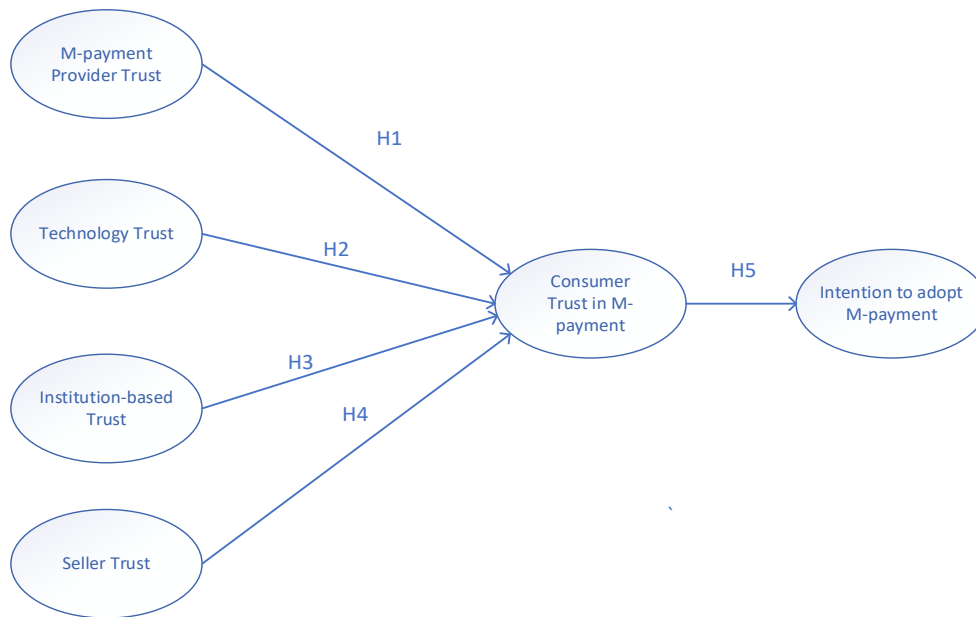 M-payment
Provider Trust
H1
Technology Trust
H2
H5
Consumer
Trust in M-
payment
Intention to adopt
M-payment
H3
Institution-based
Trust
H4
`
Seller Trust